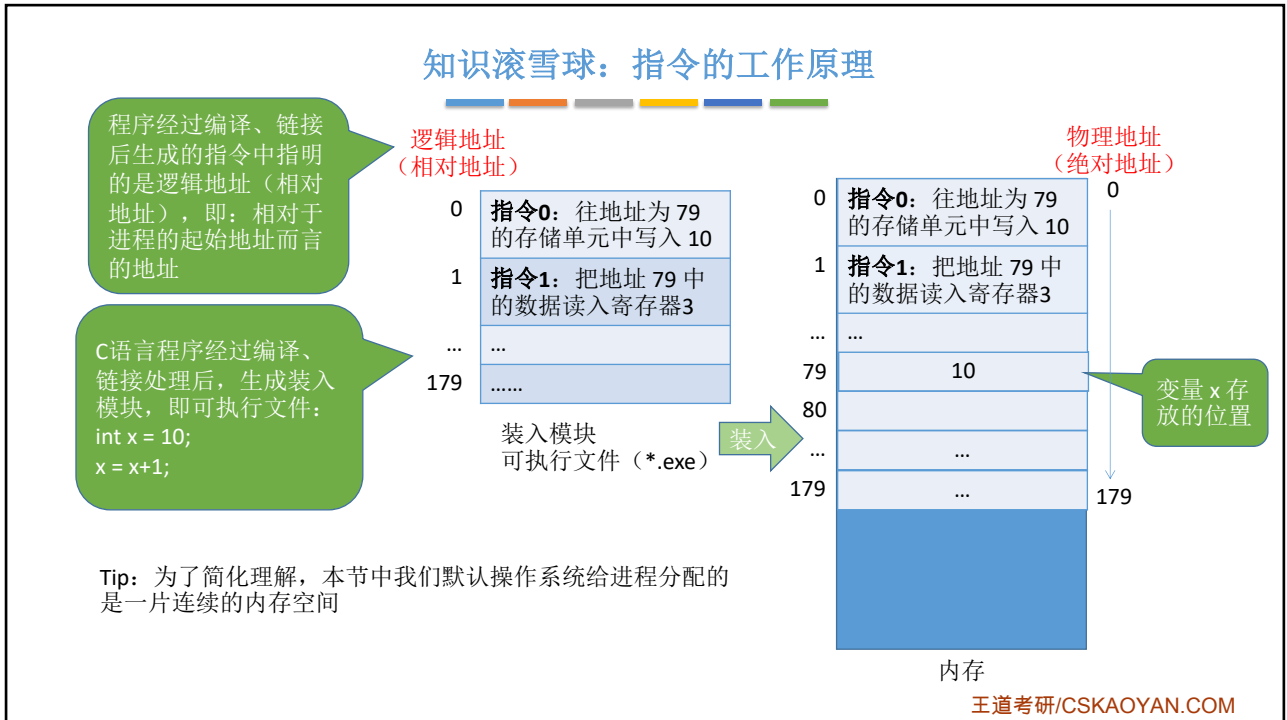 知识滚雪球：指令的工作原理
程序经过编译、链接
后生成的指令中指明
的是逻辑地址（相对
地址），即：相对于
进程的起始地址而言
的地址
C语言程序经过编译、
链接处理后，生成装入
模块，即可执行文件：
int x = 10;
x = x+1;
逻辑地址
（相对地址）
0
指令0：往地址为 79
的存储单元中写入 10
1
指令1：把地址 79 中
的数据读入寄存器3
...
...
179
......
装入模块
可执行文件（*.exe）
装入
物理地址
（绝对地址）
0
指令0：往地址为 79
的存储单元中写入 10
0
1
指令1：把地址 79 中
的数据读入寄存器3
...
...
79
10
80
...
...
179
...
179
变量 x 存
放的位置
内存
Tip：为了简化理解，本节中我们默认操作系统给进程分配的
是一片连续的内存空间
王道考研/CSKAOYAN.COM